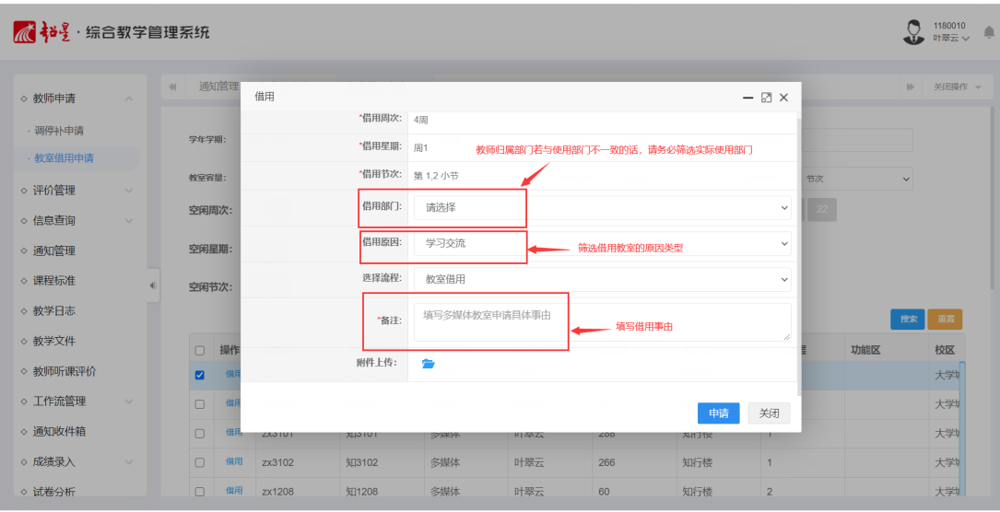 裕星·综合教学管理系统
1180010
叶翠云
教师申请
通知管理
关闭操作
借用
· 调停补申请
· 教室借用申请
评价管理
信息查询
通知管理
课程标准
教学日志
教学文件
教师听课评价
工作流管理
通知收件箱
成绩录入
试卷分析
学年学期:
教室容量:
节次
空闲周次:
22
空闲星期:
空闲节次:
*借用周次: 4周
*借用星期: 周1
教师归属部门若与使用部门不一致的话，请务必筛选实际使用部门
*借用节次: 第 1,2 小节
借用部门: 请选择
借用原因: 学习交流
筛选借用教室的原因类型
选择流程: 教室借用
*备注: 填写多媒体教室申请具体事由
填写借用事由
附件上传:
申请 关闭
搜索 重置
操作 功能区 校区
借用 大学城
借用 大学城
借用 zx3101 知3101 多媒体 叶翠云 288 知行楼 1 大学城
借用 zx3102 知3102 多媒体 叶翠云 266 知行楼 1 大学城
借用 zx1208 知1208 多媒体 叶翠云 60 知行楼 2 大学城